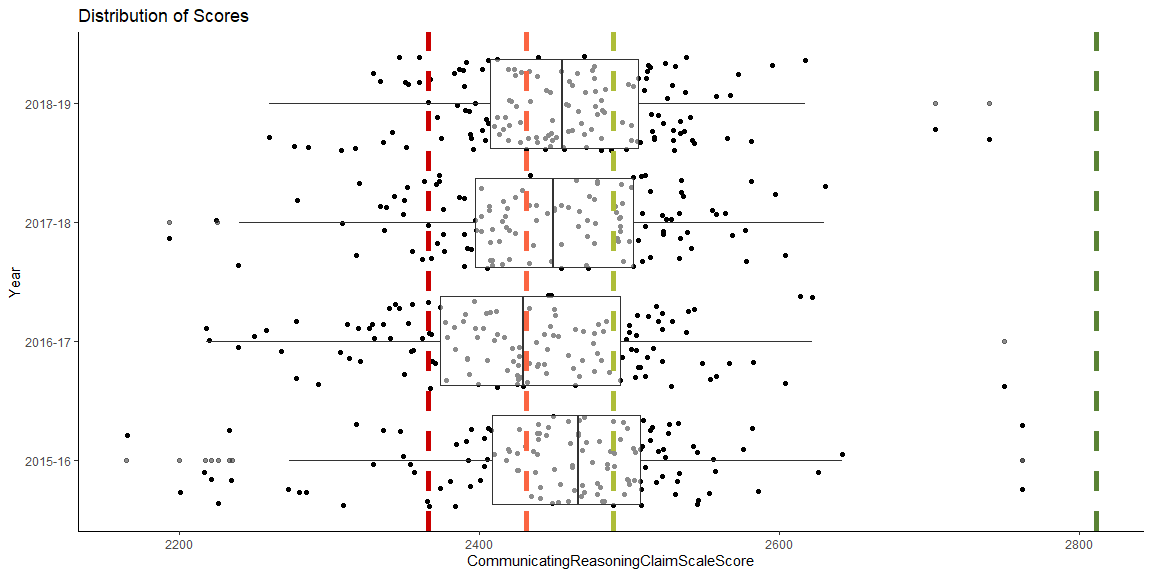 Distribution of Scores
2018-19
2017-18
2016-17
2015-16
Year
2200 2400 2600 2800
CommunicatingReasoningClaimScaleScore